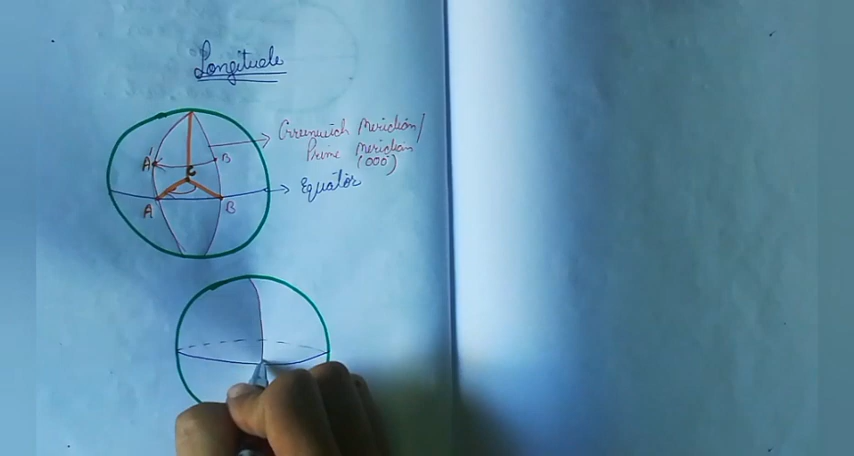 Longitude
Greenwich Meridian/
Prime Meridian
(000°)
A' B
C
Equator
A B